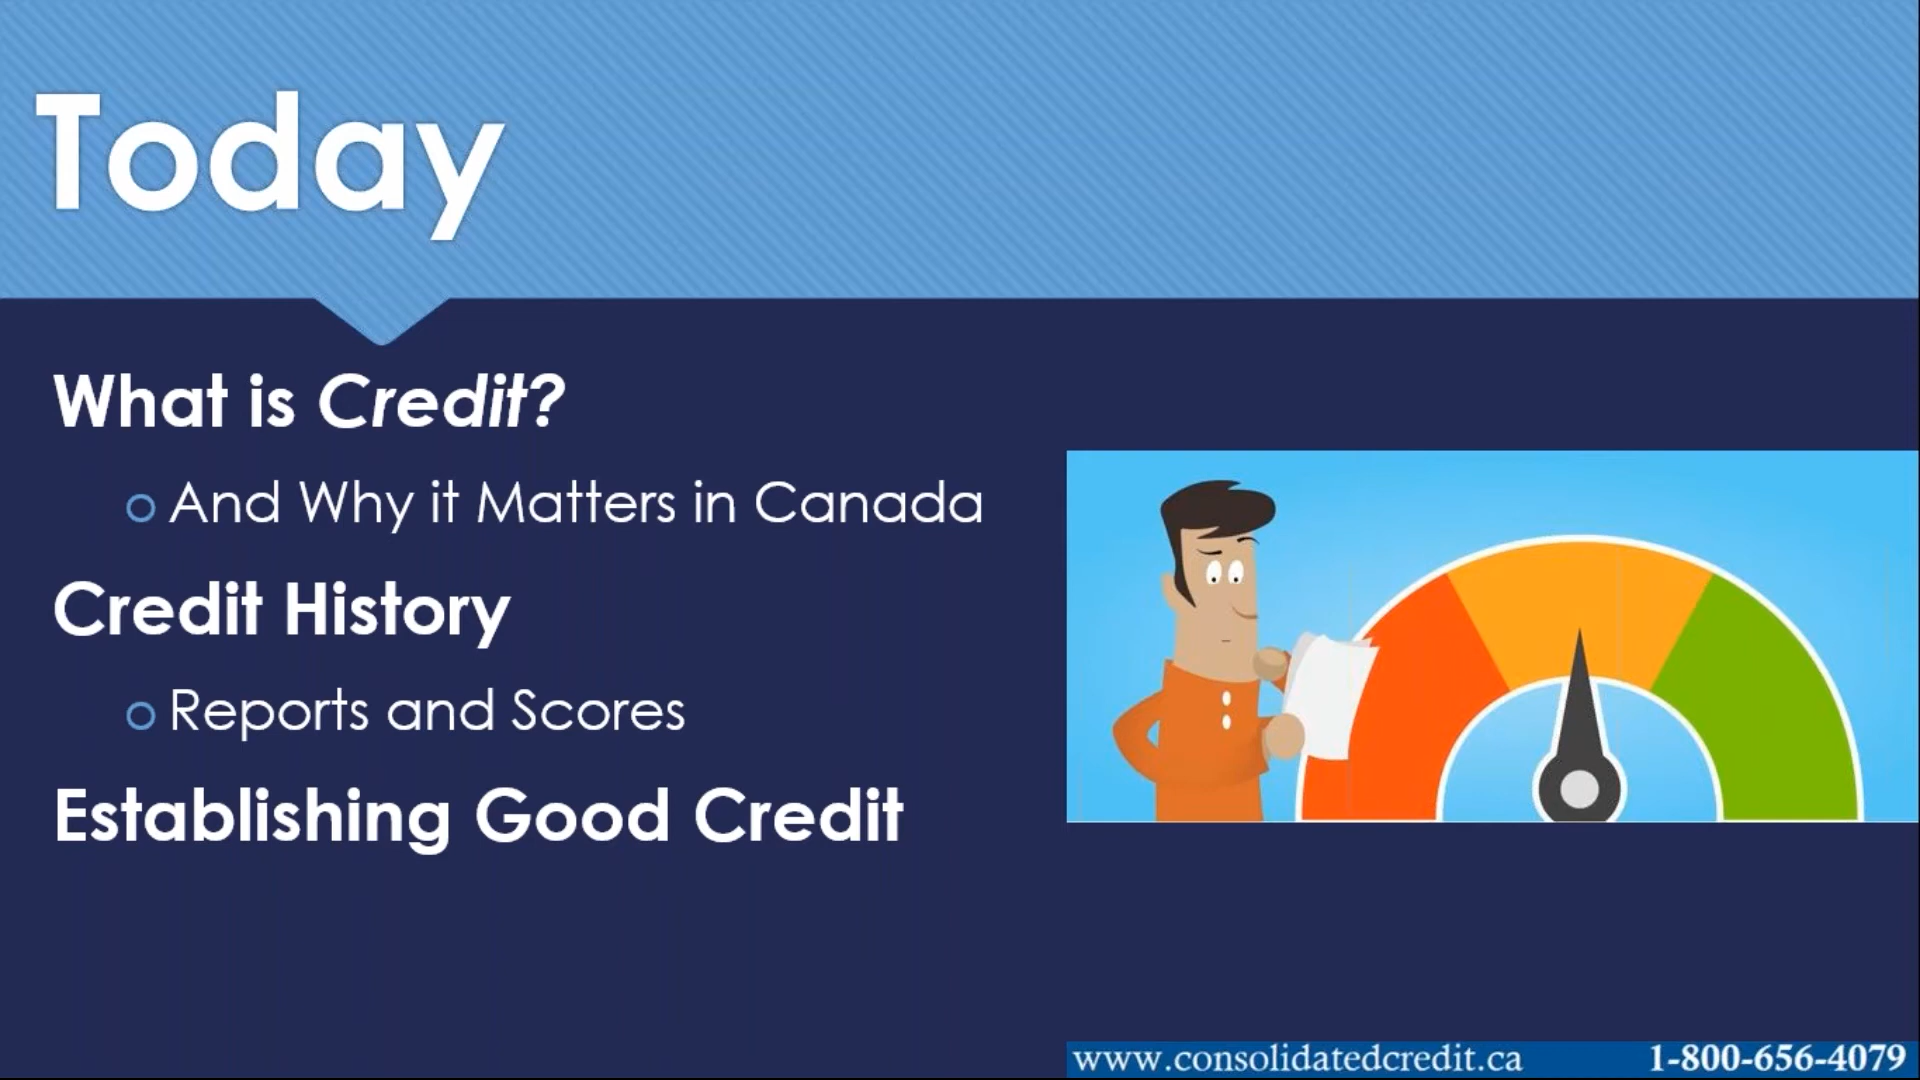 Today
What is Credit?
o And Why it Matters in Canada
Credit History
o Reports and Scores
Establishing Good Credit
www.consolidatedcredit.ca 1-800-656-4079